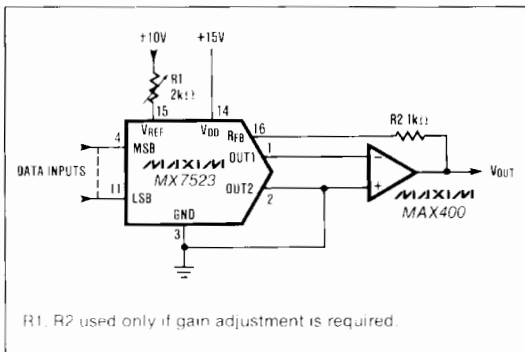 ±10V
+15V
R1
2kΩ
15
14
VREF
VDD
RFB
16
R2 1kΩ
4
MSB
MAXIM
MX7523
OUT1
1
DATA INPUTS
OUT2
2
11
LSB
GND
3
−
+
VOUT
MAXIM
MAX400
R1, R2 used only if gain adjustment is required.